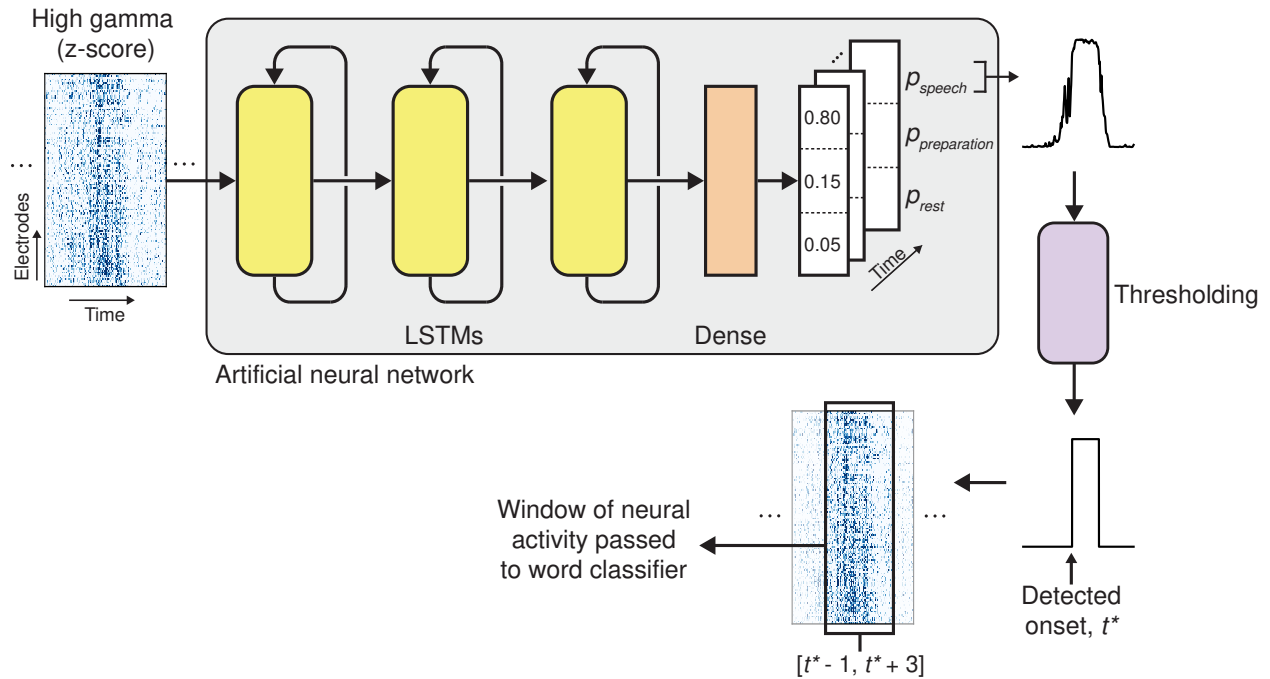 High gamma
(z-score)
…
Electrodes
Time
…
0.80
0.15
0.05
…
p_speech
p_preparation
p_rest
Time
LSTMs
Dense
Artificial neural network
Thresholding
Detected
onset, t*
…
…
Window of neural
activity passed
to word classifier
[t* - 1, t* + 3]